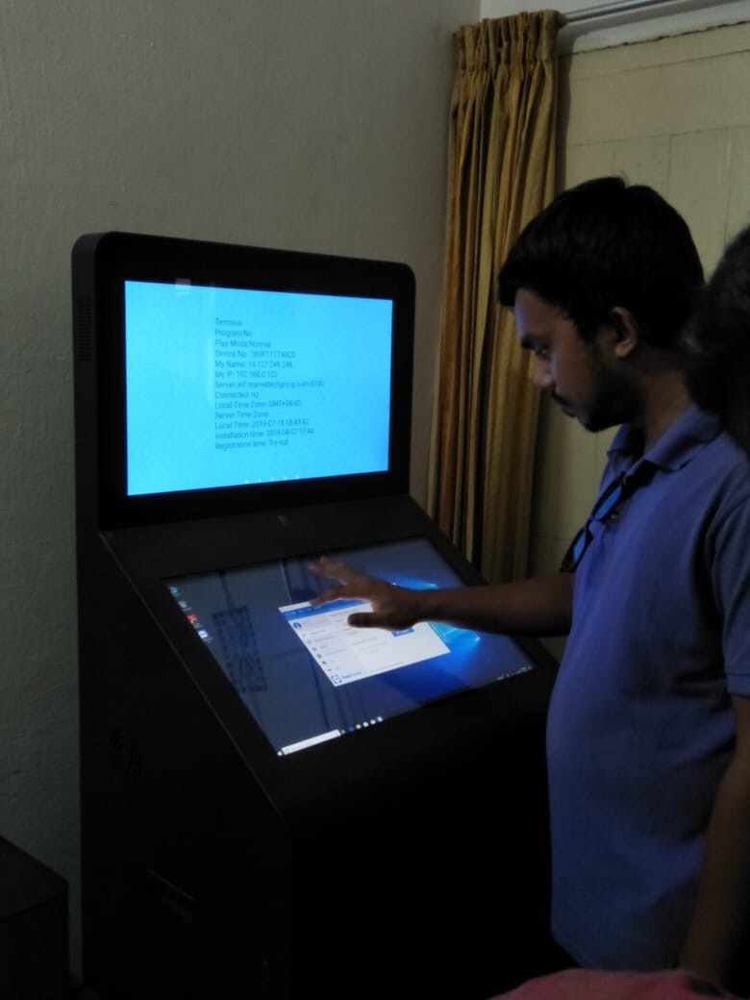 Terminal
Program:No
Play Mode:Normal
Device No.: 358F111130CD
My Name: 14.127.249.246...
My IP: 192.168.0.103
Server: inf.marveltechgroup.com:6100
Connected: no
Local Time Zone: GMT+08:00
Server Time Zone:
Local Time: 2019-07-18 18:43:42
Installation time: 2019-04-07 17:44
Registration time: Try out